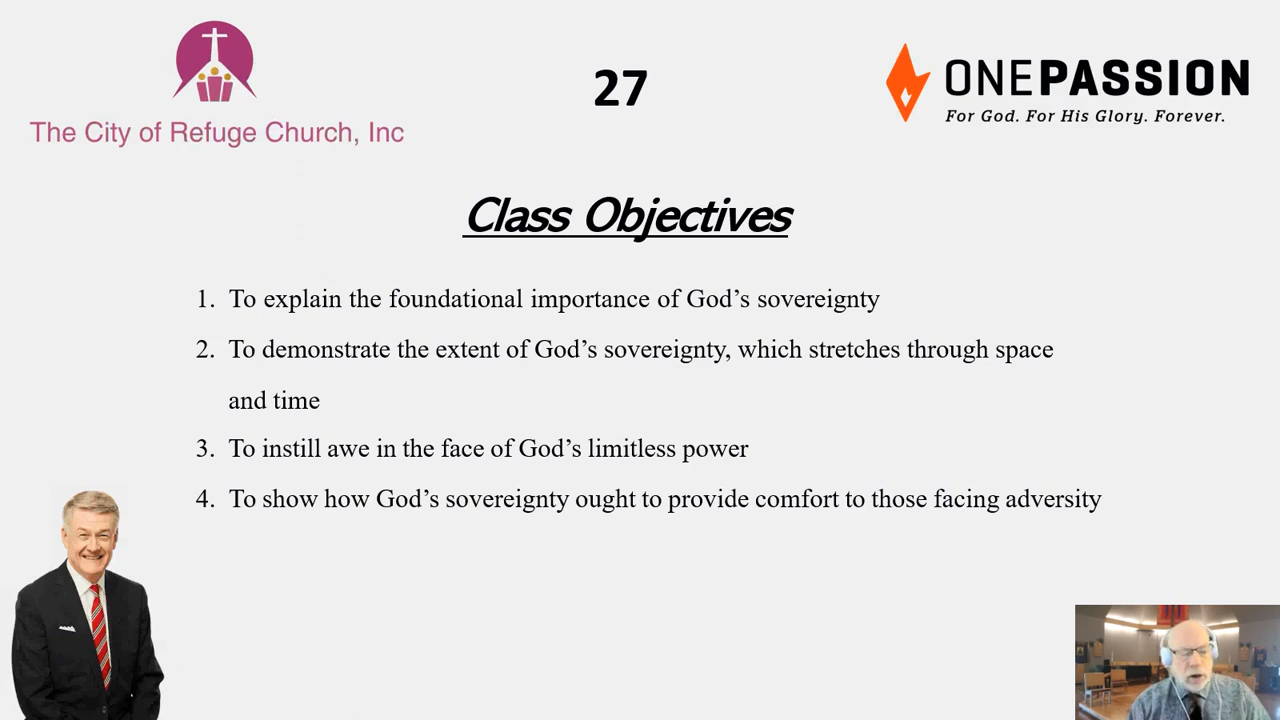 The City of Refuge Church, Inc
27
ONEPASSION
For God. For His Glory. Forever.
Class Objectives
1. To explain the foundational importance of God’s sovereignty
2. To demonstrate the extent of God’s sovereignty, which stretches through space
and time
3. To instill awe in the face of God’s limitless power
4. To show how God’s sovereignty ought to provide comfort to those facing adversity